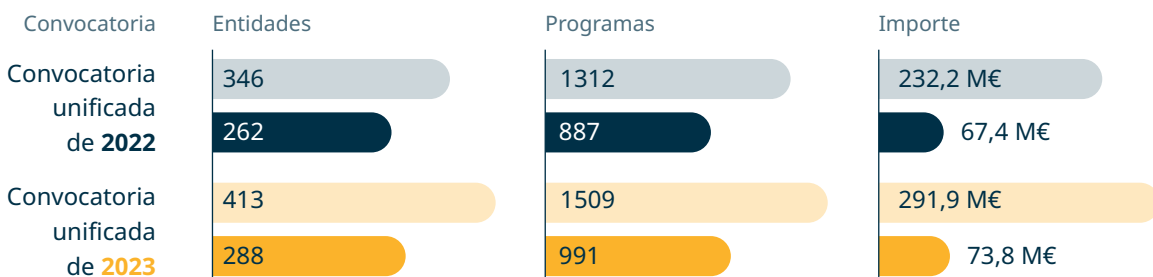 Convocatoria Entidades Programas Importe
Convocatoria
unificada
de 2022
346 1312 232,2 M€
262 887 67,4 M€
Convocatoria
unificada
de 2023
413 1509 291,9 M€
288 991 73,8 M€